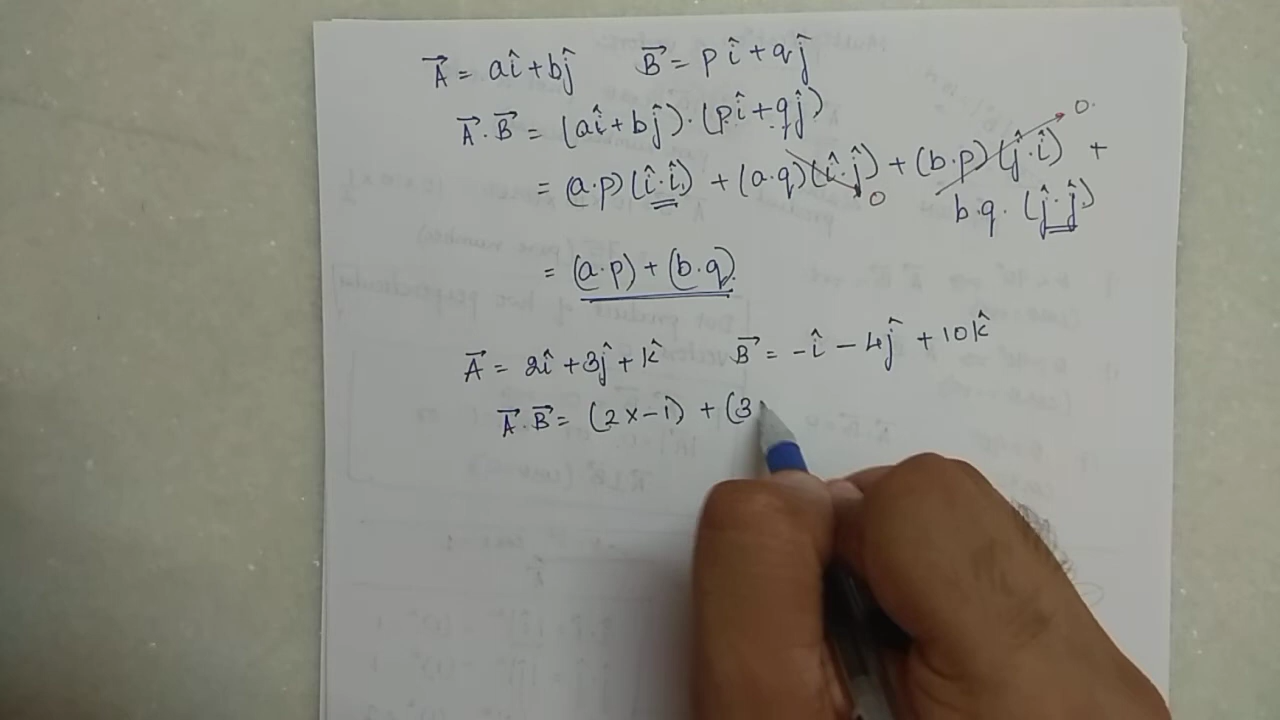 A⃗ = aî + bĵ    B⃗ = pî + qĵ
A⃗ . B⃗ = (aî + bĵ) · (pî + qĵ)
= (a·p) (î·î) + (a·q) (î·ĵ) + (b·p) (ĵ·î) +
0
0.
b.q. (ĵ·ĵ)
= (a·p) + (b·q)
A⃗ = 2î + 3ĵ + k̂    B⃗ = -î - 4ĵ + 10k̂
A⃗ . B⃗ = (2 x -1) + (3